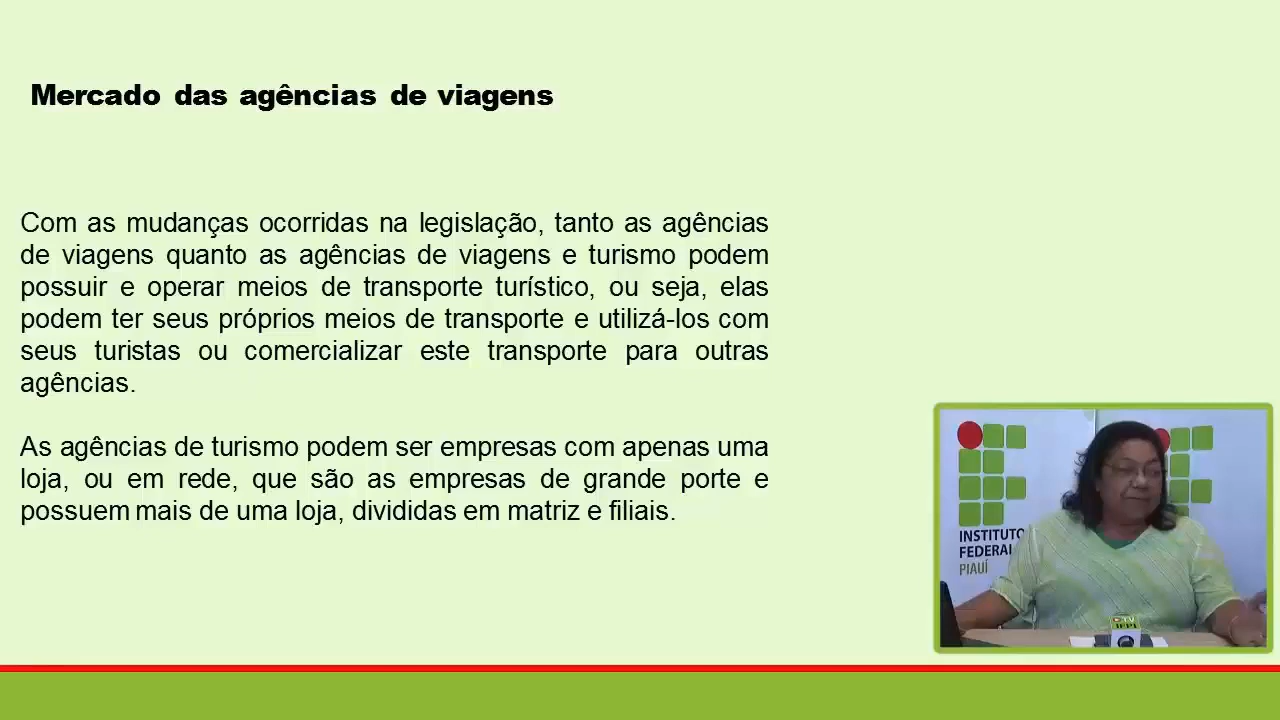 Mercado das agências de viagens
Com as mudanças ocorridas na legislação, tanto as agências
de viagens quanto as agências de viagens e turismo podem
possuir e operar meios de transporte turístico, ou seja, elas
podem ter seus próprios meios de transporte e utilizá-los com
seus turistas ou comercializar este transporte para outras
agências.
As agências de turismo podem ser empresas com apenas uma
loja, ou em rede, que são as empresas de grande porte e
possuem mais de uma loja, divididas em matriz e filiais.
INSTITUTO
FEDERAL
PIAUÍ
TV
IFPI